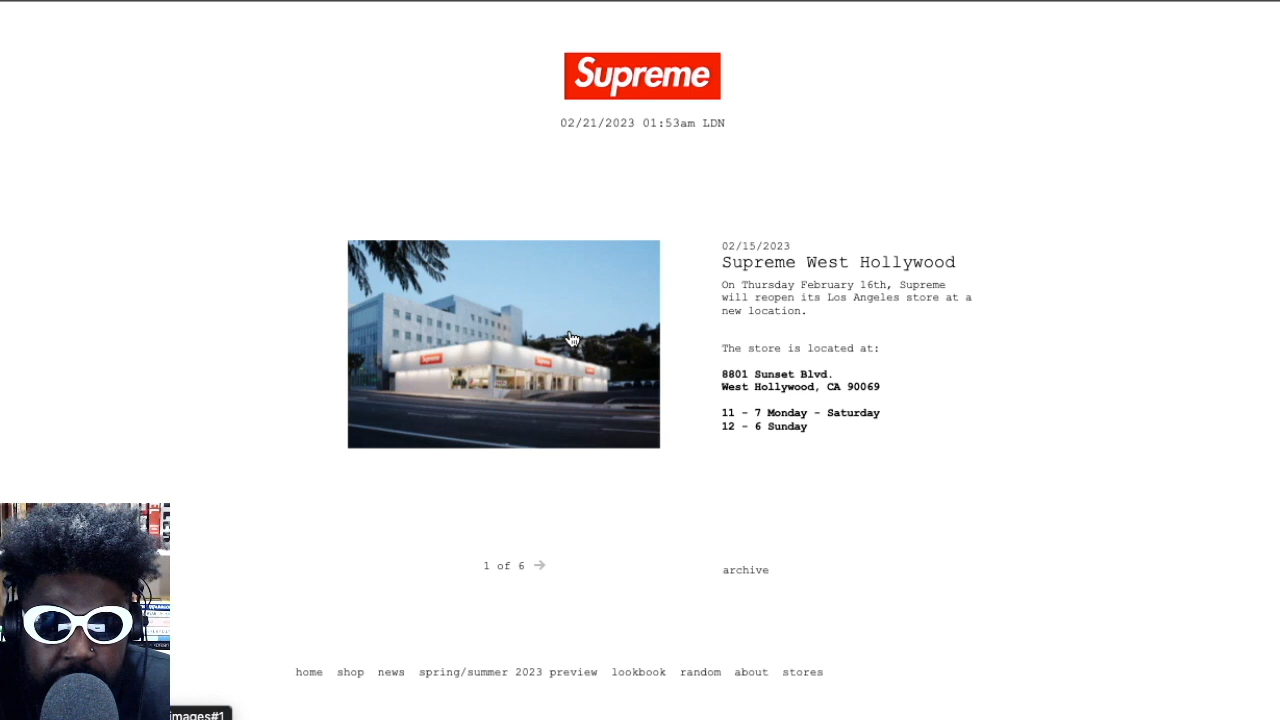 Supreme
02/21/2023 01:53am LDN
02/15/2023
Supreme West Hollywood
On Thursday February 16th, Supreme
will reopen its Los Angeles store at a
new location.
The store is located at:
8801 Sunset Blvd.
West Hollywood, CA 90069
11 - 7 Monday - Saturday
12 - 6 Sunday
Supreme
Supreme
1 of 6 →
archive
home shop news spring/summer 2023 preview lookbook random about stores
images#1